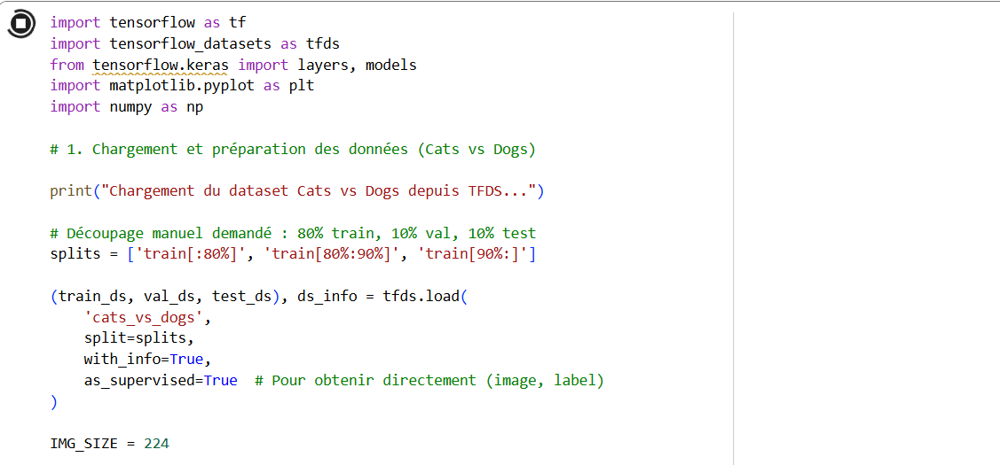 import tensorflow as tf
import tensorflow_datasets as tfds
from tensorflow.keras import layers, models
import matplotlib.pyplot as plt
import numpy as np
# 1. Chargement et préparation des données (Cats vs Dogs)
print("Chargement du dataset Cats vs Dogs depuis TFDS...")
# Découpage manuel demandé : 80% train, 10% val, 10% test
splits = ['train[:80%]', 'train[80%:90%]', 'train[90%:]']
(train_ds, val_ds, test_ds), ds_info = tfds.load(
    'cats_vs_dogs',
    split=splits,
    with_info=True,
    as_supervised=True  # Pour obtenir directement (image, label)
)
IMG_SIZE = 224